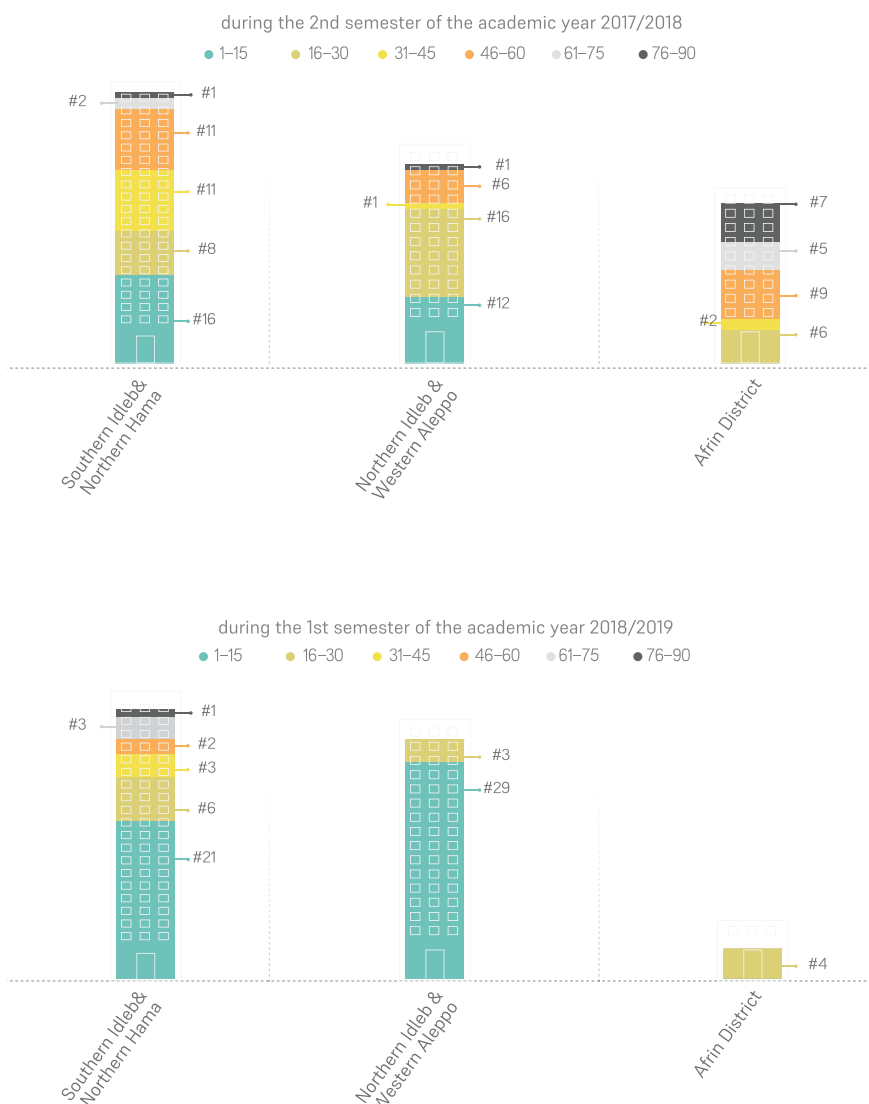 during the 2nd semester of the academic year 2017/2018
1–15 16–30 31–45 46–60 61–75 76–90
#1
#2
#11
#11
#8
#16
#1
#6
#1
#16
#12
#7
#5
#9
#2
#6
Southern Idleb&
Northern Hama
Northern Idleb &
Western Aleppo
Afrin District
during the 1st semester of the academic year 2018/2019
1–15 16–30 31–45 46–60 61–75 76–90
#1
#3
#2
#3
#6
#21
#3
#29
#4
Southern Idleb&
Northern Hama
Northern Idleb &
Western Aleppo
Afrin District